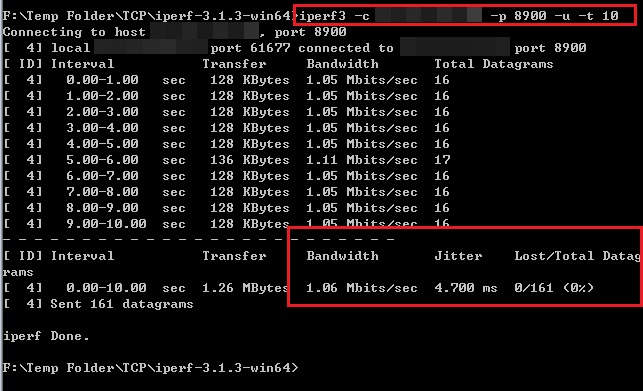 F:\Temp Folder\TCP\iperf-3.1.3-win64>iperf3 -c -p 8900 -u -t 10
Connecting to host , port 8900
[ 4] local port 61677 connected to port 8900
[ ID] Interval Transfer Bandwidth Total Datagrams
[ 4] 0.00-1.00 sec 128 KBytes 1.05 Mbits/sec 16
[ 4] 1.00-2.00 sec 128 KBytes 1.05 Mbits/sec 16
[ 4] 2.00-3.00 sec 128 KBytes 1.05 Mbits/sec 16
[ 4] 3.00-4.00 sec 128 KBytes 1.05 Mbits/sec 16
[ 4] 4.00-5.00 sec 128 KBytes 1.05 Mbits/sec 16
[ 4] 5.00-6.00 sec 136 KBytes 1.11 Mbits/sec 17
[ 4] 6.00-7.00 sec 128 KBytes 1.05 Mbits/sec 16
[ 4] 7.00-8.00 sec 128 KBytes 1.05 Mbits/sec 16
[ 4] 8.00-9.00 sec 128 KBytes 1.05 Mbits/sec 16
[ 4] 9.00-10.00 sec 128 KBytes 1.05 Mbits/sec 16
- - - - - - - - - - - - - - - - - - - - - - - - -
[ ID] Interval Transfer Bandwidth Jitter Lost/Total Datag
rams
[ 4] 0.00-10.00 sec 1.26 MBytes 1.06 Mbits/sec 4.700 ms 0/161 (0%)
[ 4] Sent 161 datagrams
iperf Done.
F:\Temp Folder\TCP\iperf-3.1.3-win64>